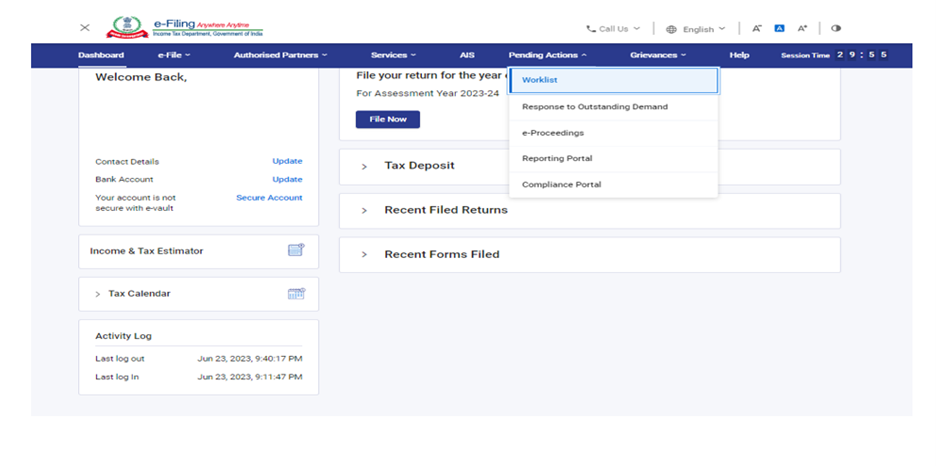 e-Filing Anywhere Anytime
Income Tax Department, Government of India
Call Us
English
A-
A
A+
Dashboard
e-File
Authorised Partners
Services
AIS
Pending Actions
Grievances
Help
Session Time 2 9 : 5 5
Welcome Back,
Contact Details Update
Bank Account Update
Your account is not Secure Account
secure with e-vault
Income & Tax Estimator
Tax Calendar
Activity Log
Last log out Jun 23, 2023, 9:40:17 PM
Last log In Jun 23, 2023, 9:11:47 PM
File your return for the year
For Assessment Year 2023-24
File Now
Tax Deposit
Recent Filed Returns
Recent Forms Filed
Worklist
Response to Outstanding Demand
e-Proceedings
Reporting Portal
Compliance Portal